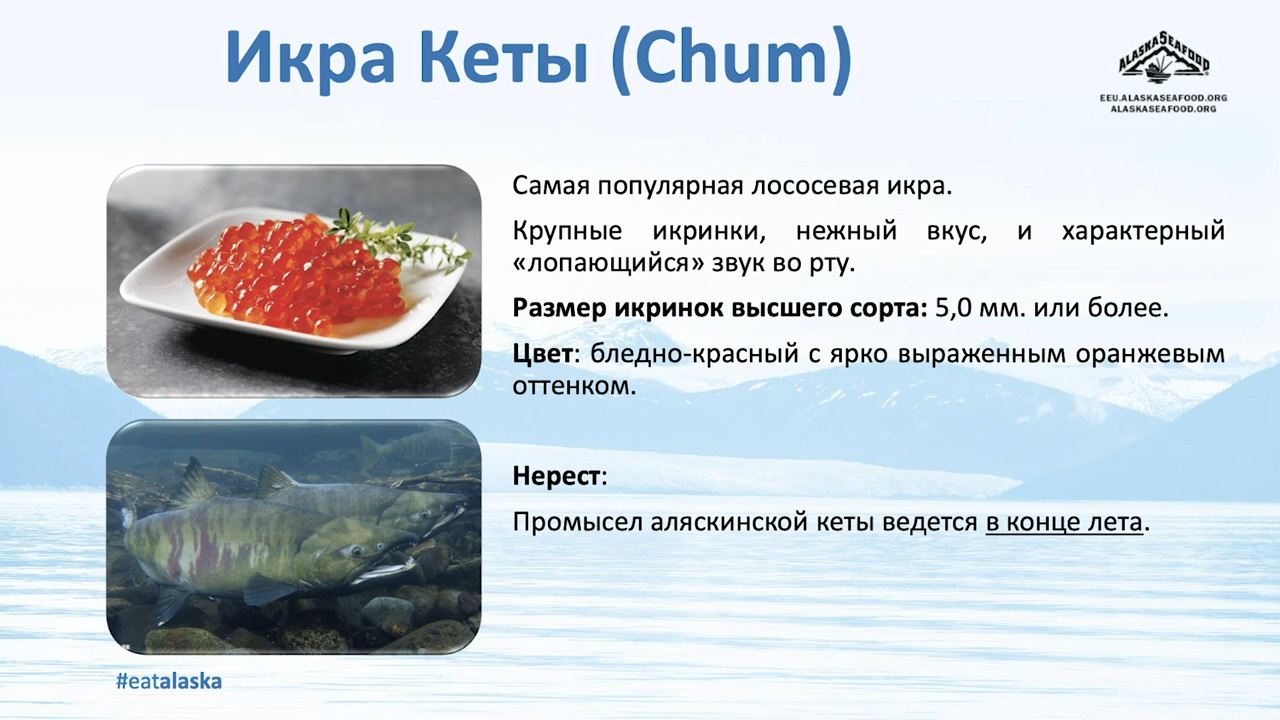 Икра Кеты (Chum)
ALASKA SEAFOOD
EEU.ALASKASEAFOOD.ORG
ALASKASEAFOOD.ORG
Самая популярная лососевая икра.
Крупные икринки, нежный вкус, и характерный
«лопающийся» звук во рту.
Размер икринок высшего сорта: 5,0 мм. или более.
Цвет: бледно-красный с ярко выраженным оранжевым
оттенком.
Нерест:
Промысел аляскинской кеты ведется в конце лета.
#eatalaska